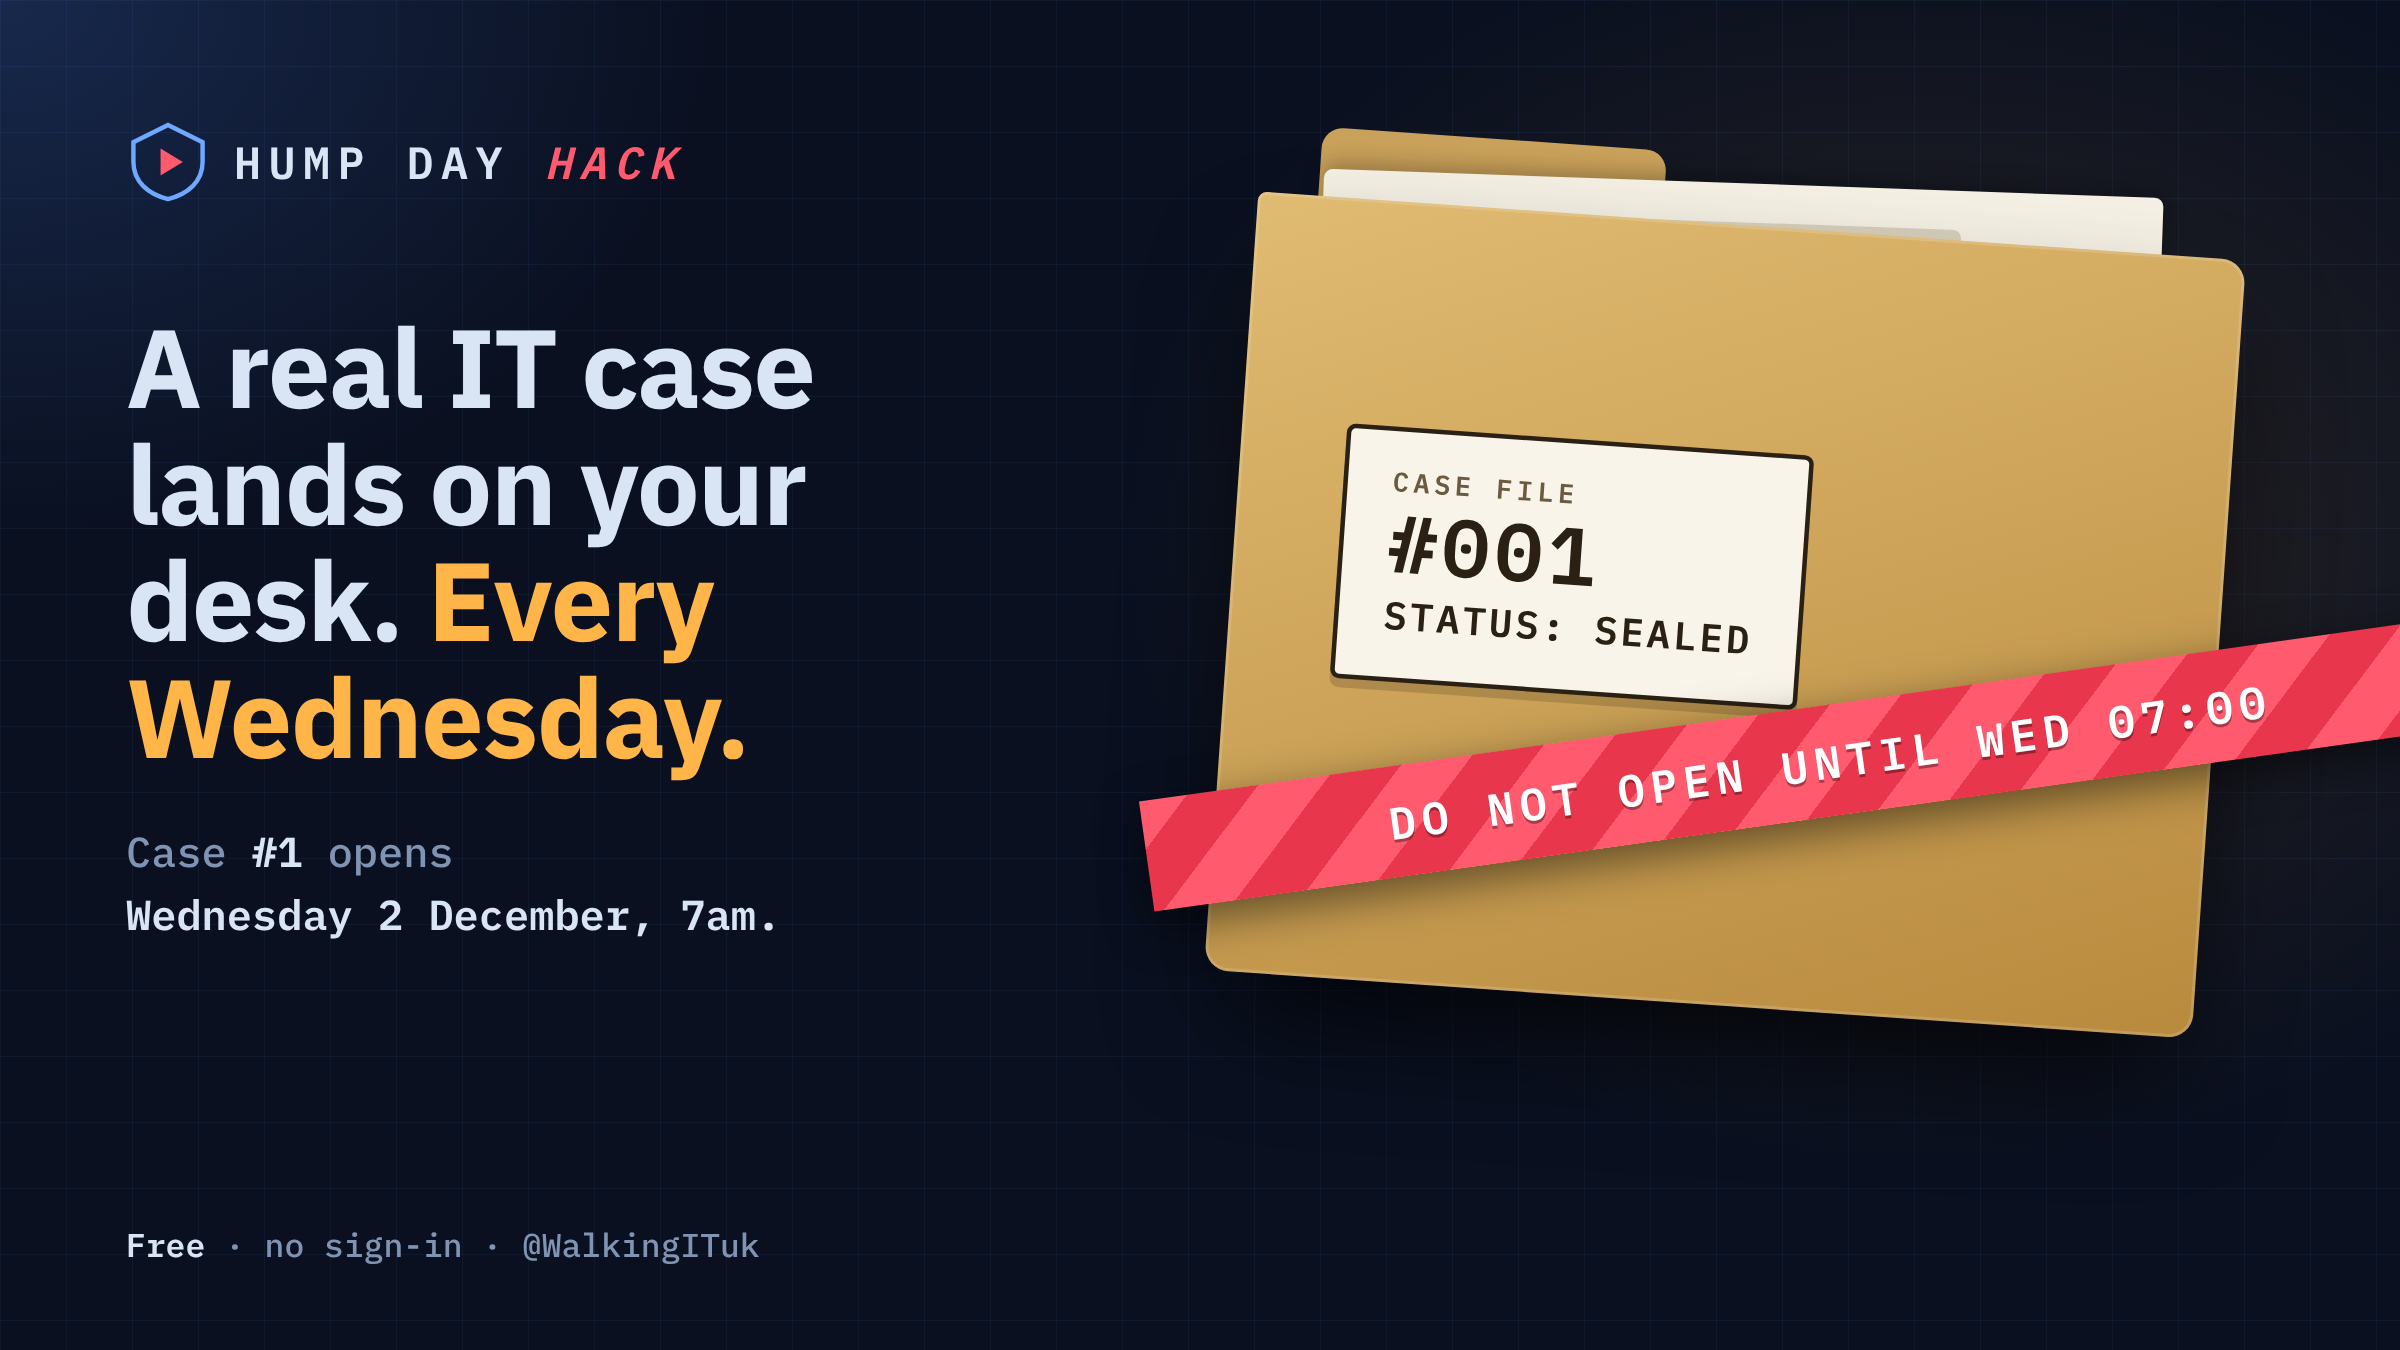 HUMP DAY HACK
A real IT case
lands on your
desk. Every
Wednesday.
Case #1 opens
Wednesday 2 December, 7am.
Free · no sign-in · @WalkingITuk
CASE FILE
#001
STATUS: SEALED
DO NOT OPEN UNTIL WED 07:00